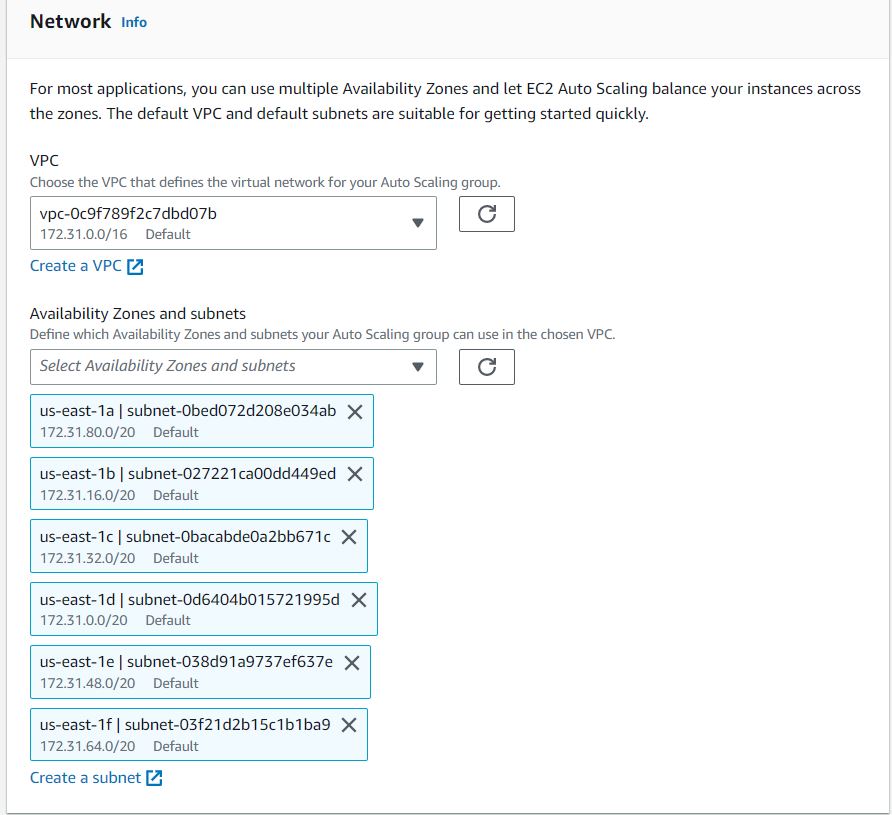 Network Info
For most applications, you can use multiple Availability Zones and let EC2 Auto Scaling balance your instances across
the zones. The default VPC and default subnets are suitable for getting started quickly.
VPC
Choose the VPC that defines the virtual network for your Auto Scaling group.
vpc-0c9f789f2c7dbd07b
172.31.0.0/16 Default
Create a VPC
Availability Zones and subnets
Define which Availability Zones and subnets your Auto Scaling group can use in the chosen VPC.
Select Availability Zones and subnets
us-east-1a | subnet-0bed072d208e034ab
172.31.80.0/20 Default
us-east-1b | subnet-027221ca00dd449ed
172.31.16.0/20 Default
us-east-1c | subnet-0bacabde0a2bb671c
172.31.32.0/20 Default
us-east-1d | subnet-0d6404b015721995d
172.31.0.0/20 Default
us-east-1e | subnet-038d91a9737ef637e
172.31.48.0/20 Default
us-east-1f | subnet-03f21d2b15c1b1ba9
172.31.64.0/20 Default
Create a subnet